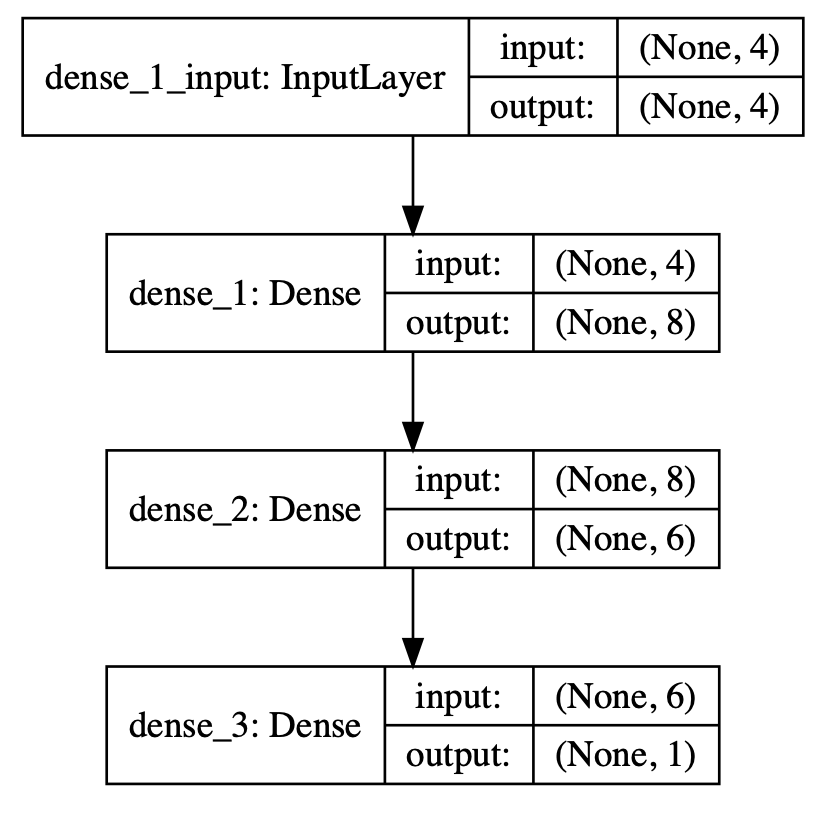 dense_1_input: InputLayer
input:
(None, 4)
output:
(None, 4)
dense_1: Dense
input:
(None, 4)
output:
(None, 8)
dense_2: Dense
input:
(None, 8)
output:
(None, 6)
dense_3: Dense
input:
(None, 6)
output:
(None, 1)